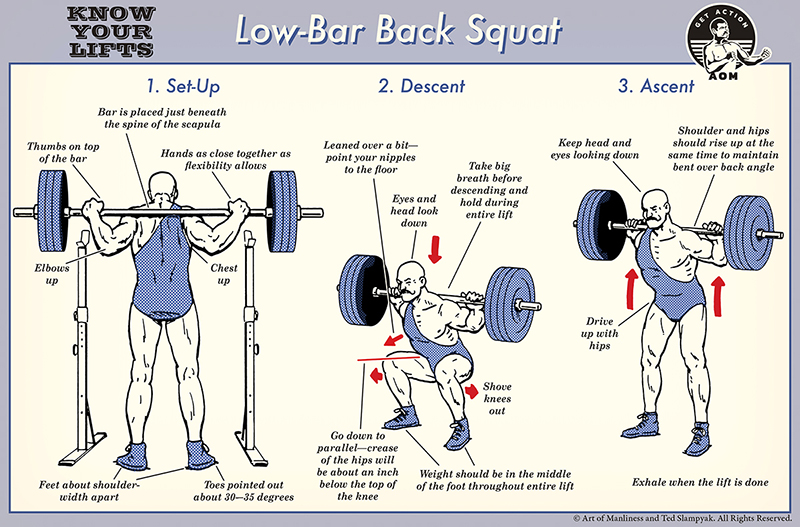 KNOW
YOUR
LIFTS
Low-Bar Back Squat
GET ACTION
AOM
1. Set-Up
Bar is placed just beneath
the spine of the scapula
Thumbs on top
of the bar
Hands as close together as
flexibility allows
Elbows
up
Chest
up
Feet about shoulder-
width apart
Toes pointed out
about 30–35 degrees
2. Descent
Leaned over a bit—
point your nipples
to the floor
Eyes and
head look
down
Take big
breath before
descending and
hold during
entire lift
Shove
knees
out
Go down to
parallel—crease
of the hips will
be about an inch
below the top of
the knee
Weight should be in the middle
of the foot throughout entire lift
3. Ascent
Keep head and
eyes looking down
Shoulder and hips
should rise up at
the same time to maintain
bent over back angle
Drive
up with
hips
Exhale when the lift is done
© Art of Manliness and Ted Slampyak. All Rights Reserved.